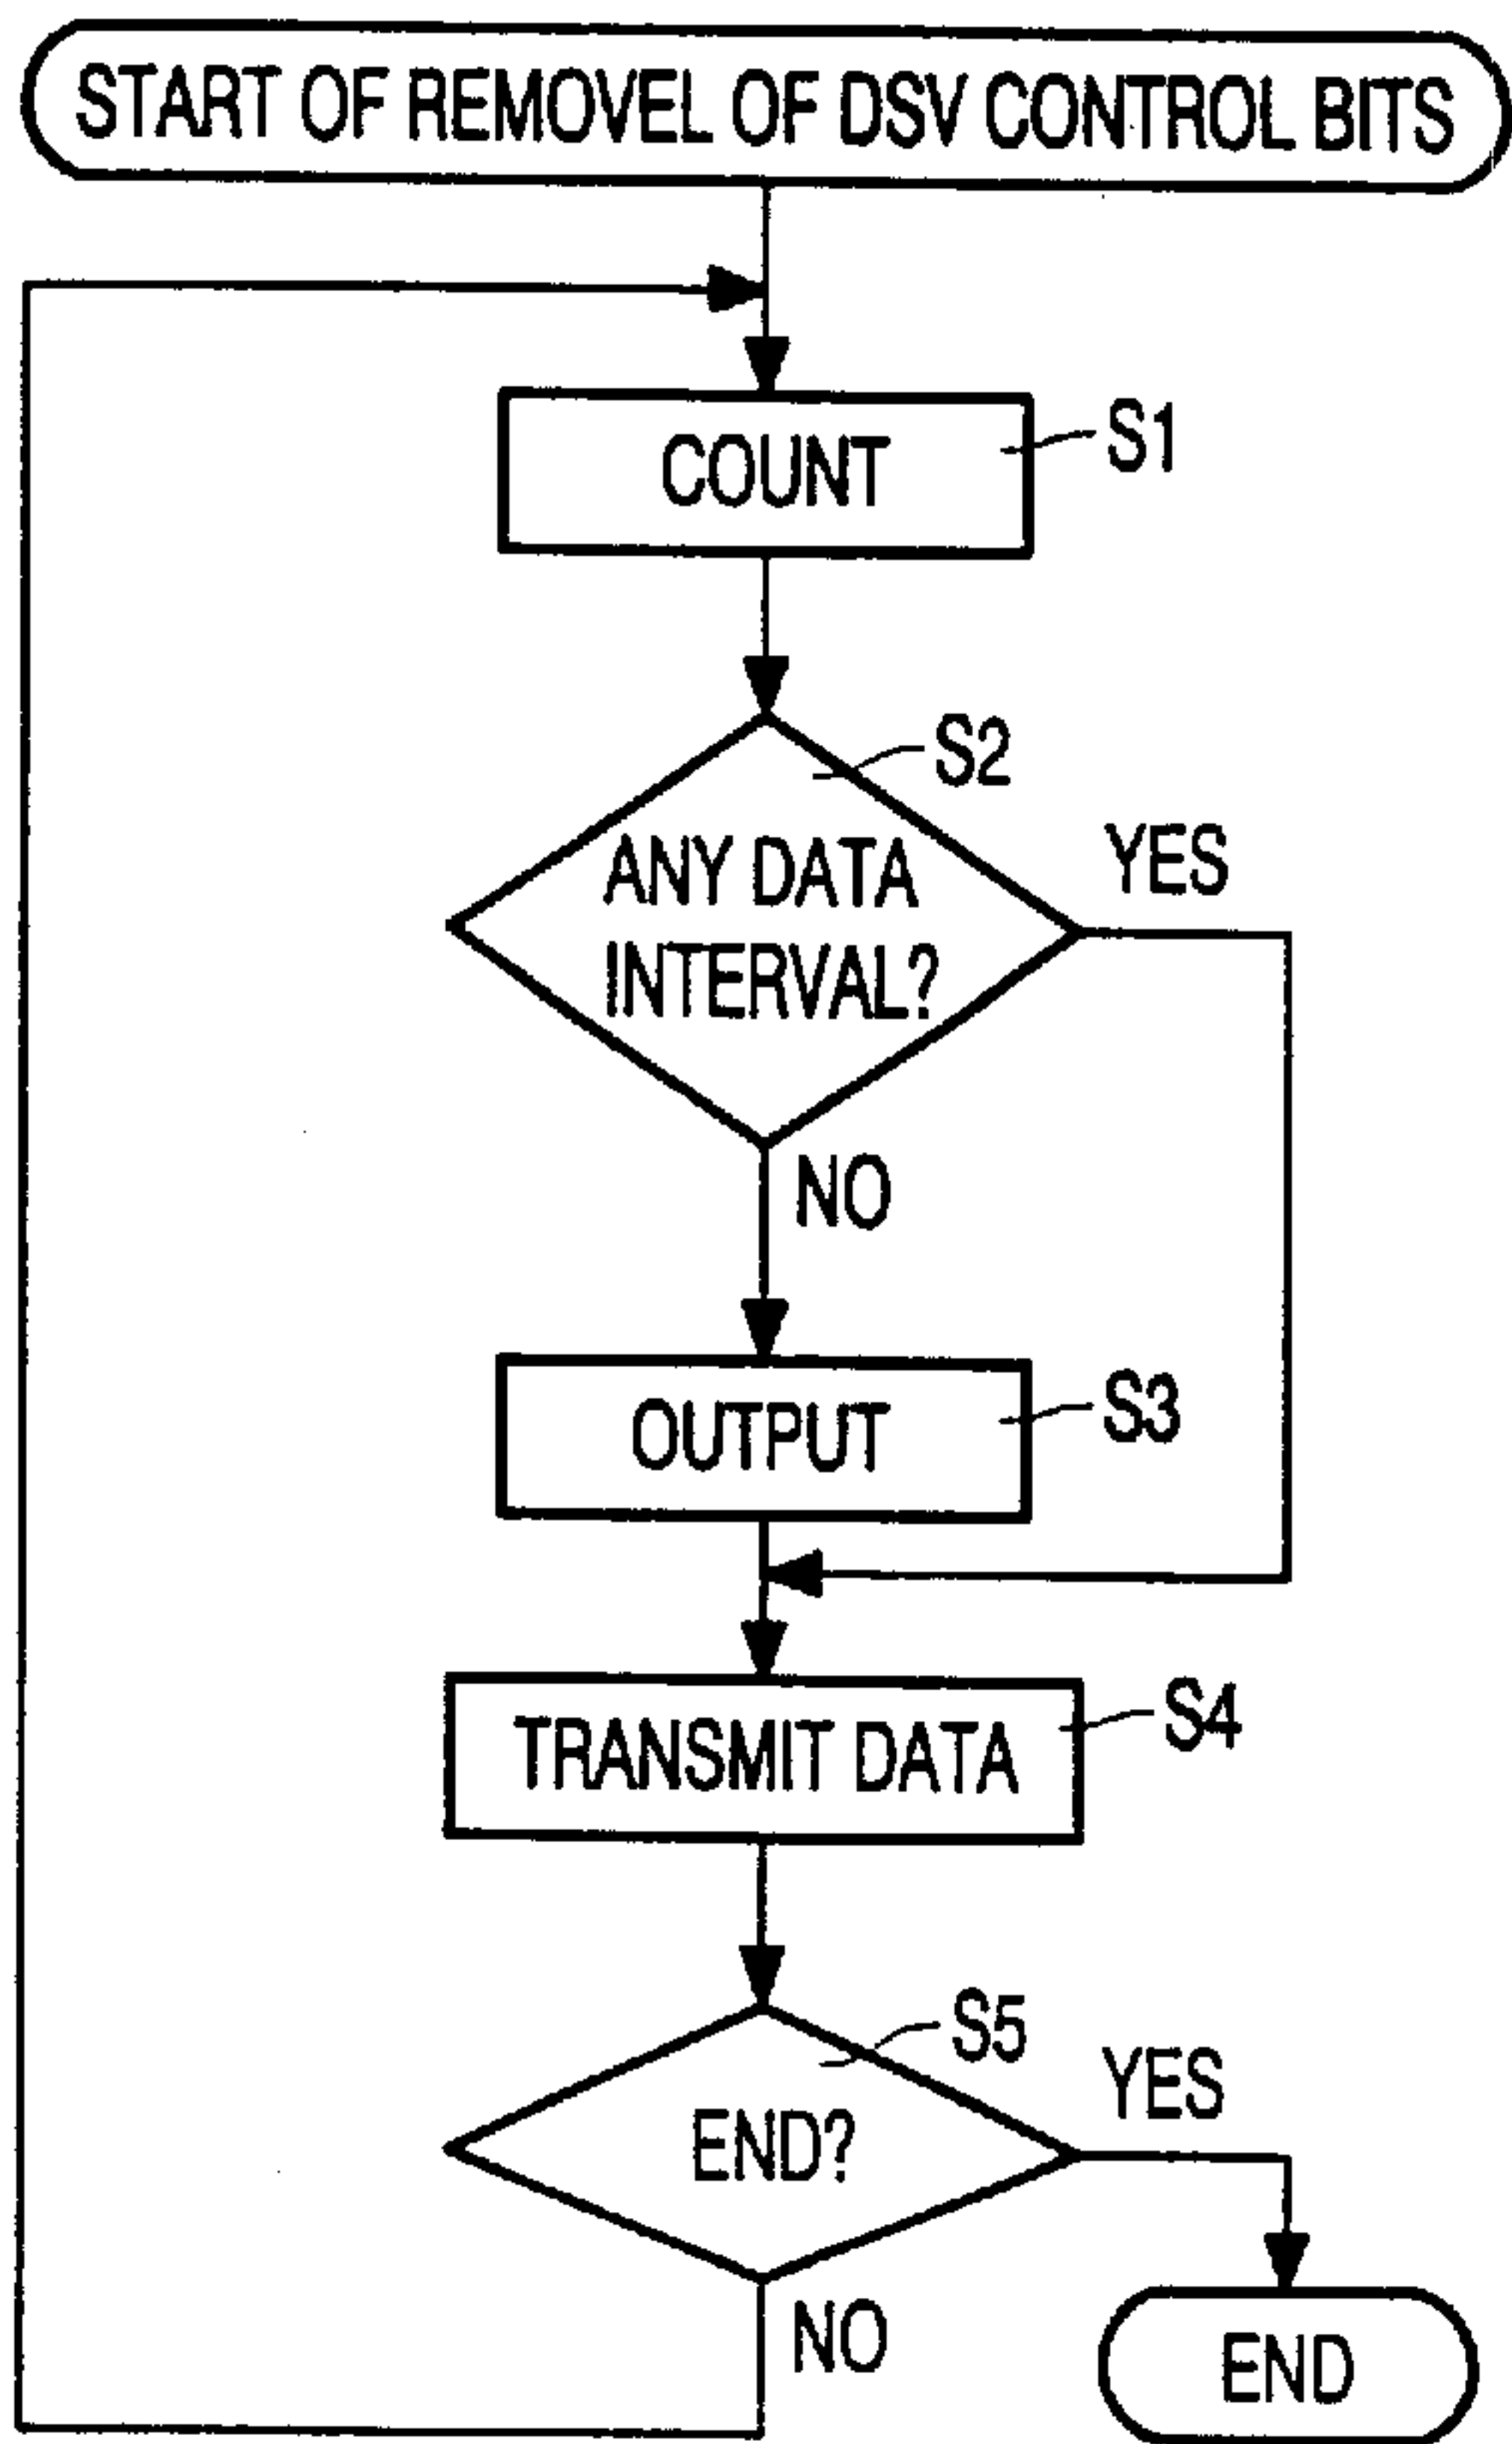 START OF REMOVEL OF DSV CONTROL BITS
COUNT
S1
S2
ANY DATA
INTERVAL?
YES
NO
OUTPUT
S3
TRANSMIT DATA
S4
S5
END?
YES
NO
END